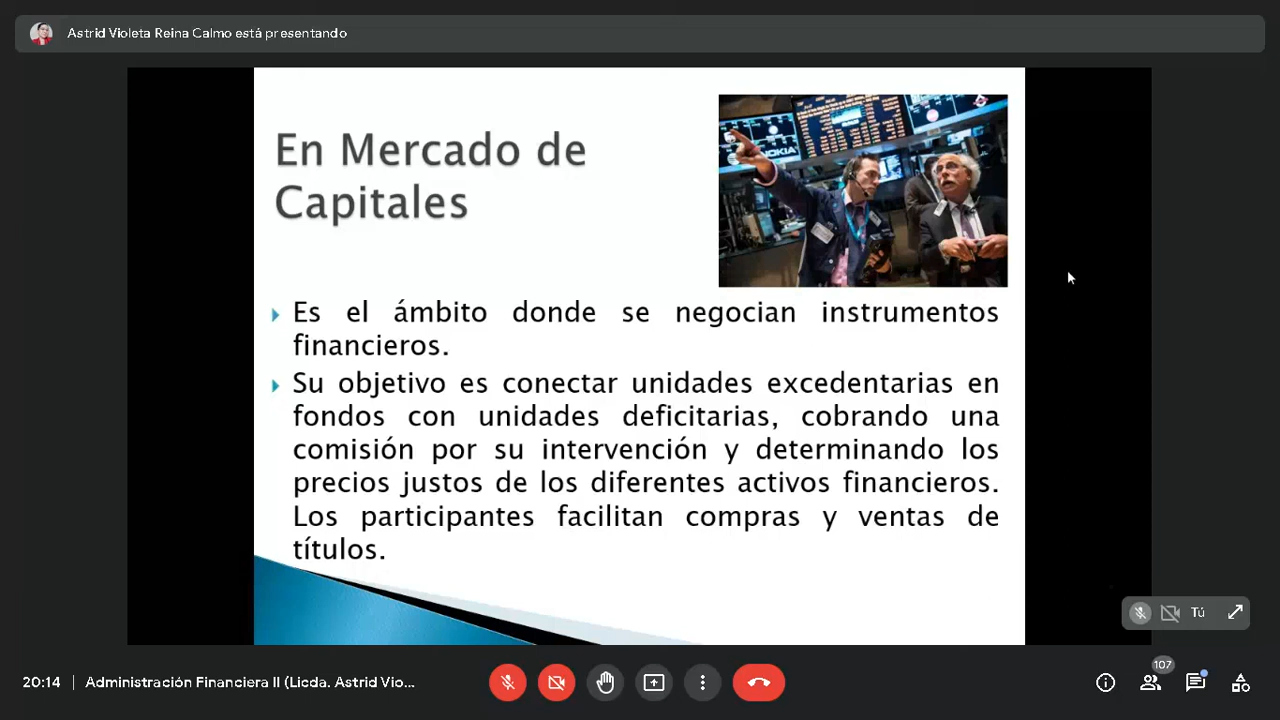 Astrid Violeta Reina Calmo está presentando
En Mercado de
Capitales
NOKIA
Es el ámbito donde se negocian instrumentos
financieros.
Su objetivo es conectar unidades excedentarias en
fondos con unidades deficitarias, cobrando una
comisión por su intervención y determinando los
precios justos de los diferentes activos financieros.
Los participantes facilitan compras y ventas de
títulos.
Tú
107
20:14 | Administración Financiera II (Licda. Astrid Vio...